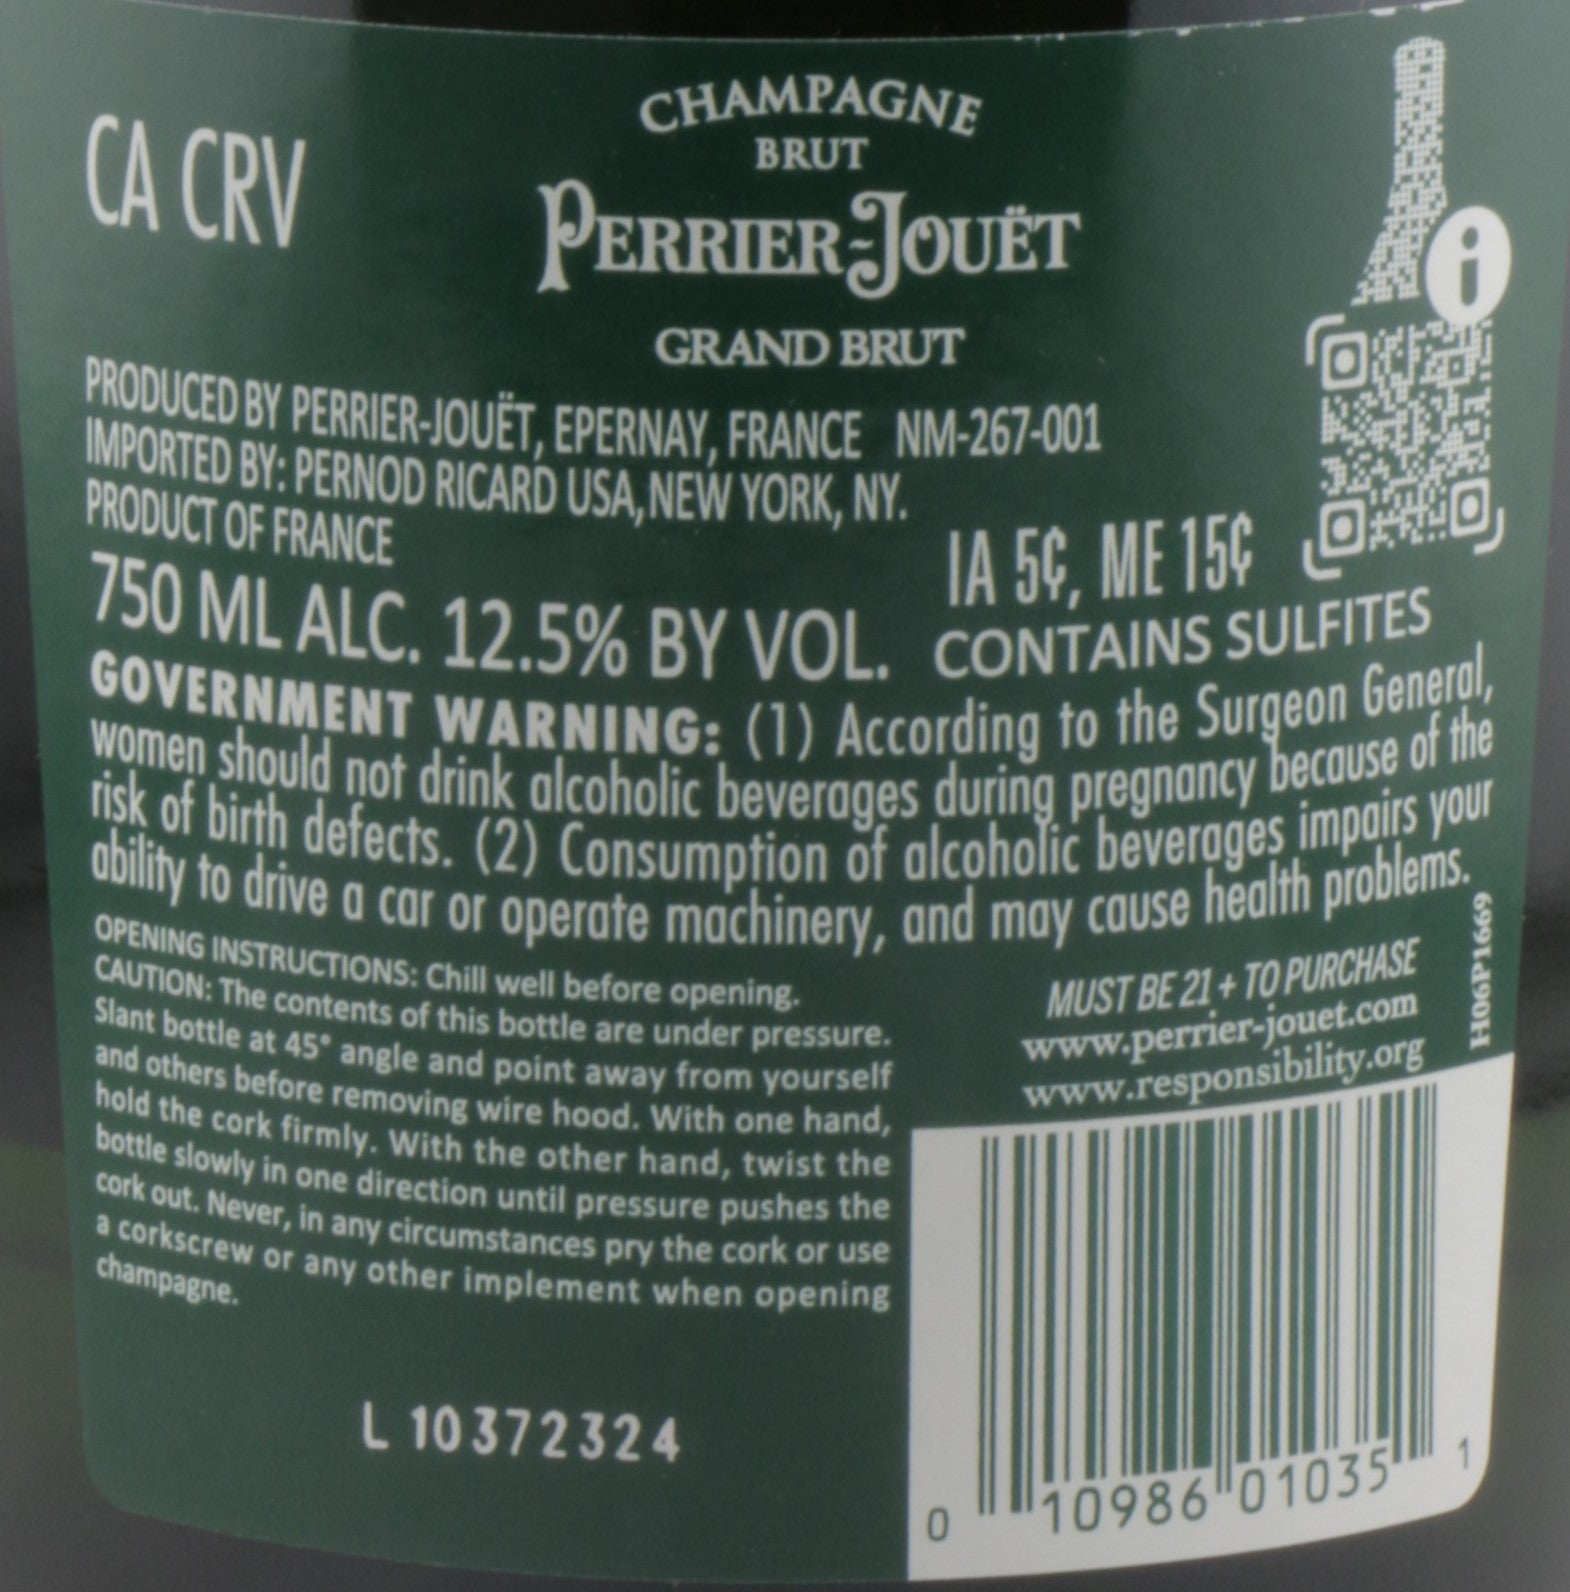 CA CRV
CHAMPAGNE
BRUT
PERRIER-JOUËT
GRAND BRUT
PRODUCED BY PERRIER-JOUËT, EPERNAY, FRANCE NM-267-001
IMPORTED BY: PERNOD RICARD USA, NEW YORK, NY.
PRODUCT OF FRANCE
IA 5¢, ME 15¢
750 ML ALC. 12.5% BY VOL. CONTAINS SULFITES
GOVERNMENT WARNING: (1) According to the Surgeon General,
women should not drink alcoholic beverages during pregnancy because of the
risk of birth defects. (2) Consumption of alcoholic beverages impairs your
ability to drive a car or operate machinery, and may cause health problems.
OPENING INSTRUCTIONS: Chill well before opening.
CAUTION: The contents of this bottle are under pressure.
Slant bottle at 45° angle and point away from yourself
and others before removing wire hood. With one hand,
hold the cork firmly. With the other hand, twist the
bottle slowly in one direction until pressure pushes the
cork out. Never, in any circumstances pry the cork or use
a corkscrew or any other implement when opening
champagne.
MUST BE 21 + TO PURCHASE
www.perrier-jouet.com
www.responsibility.org
H06P1669
L 10372324
0 10986 01035 1